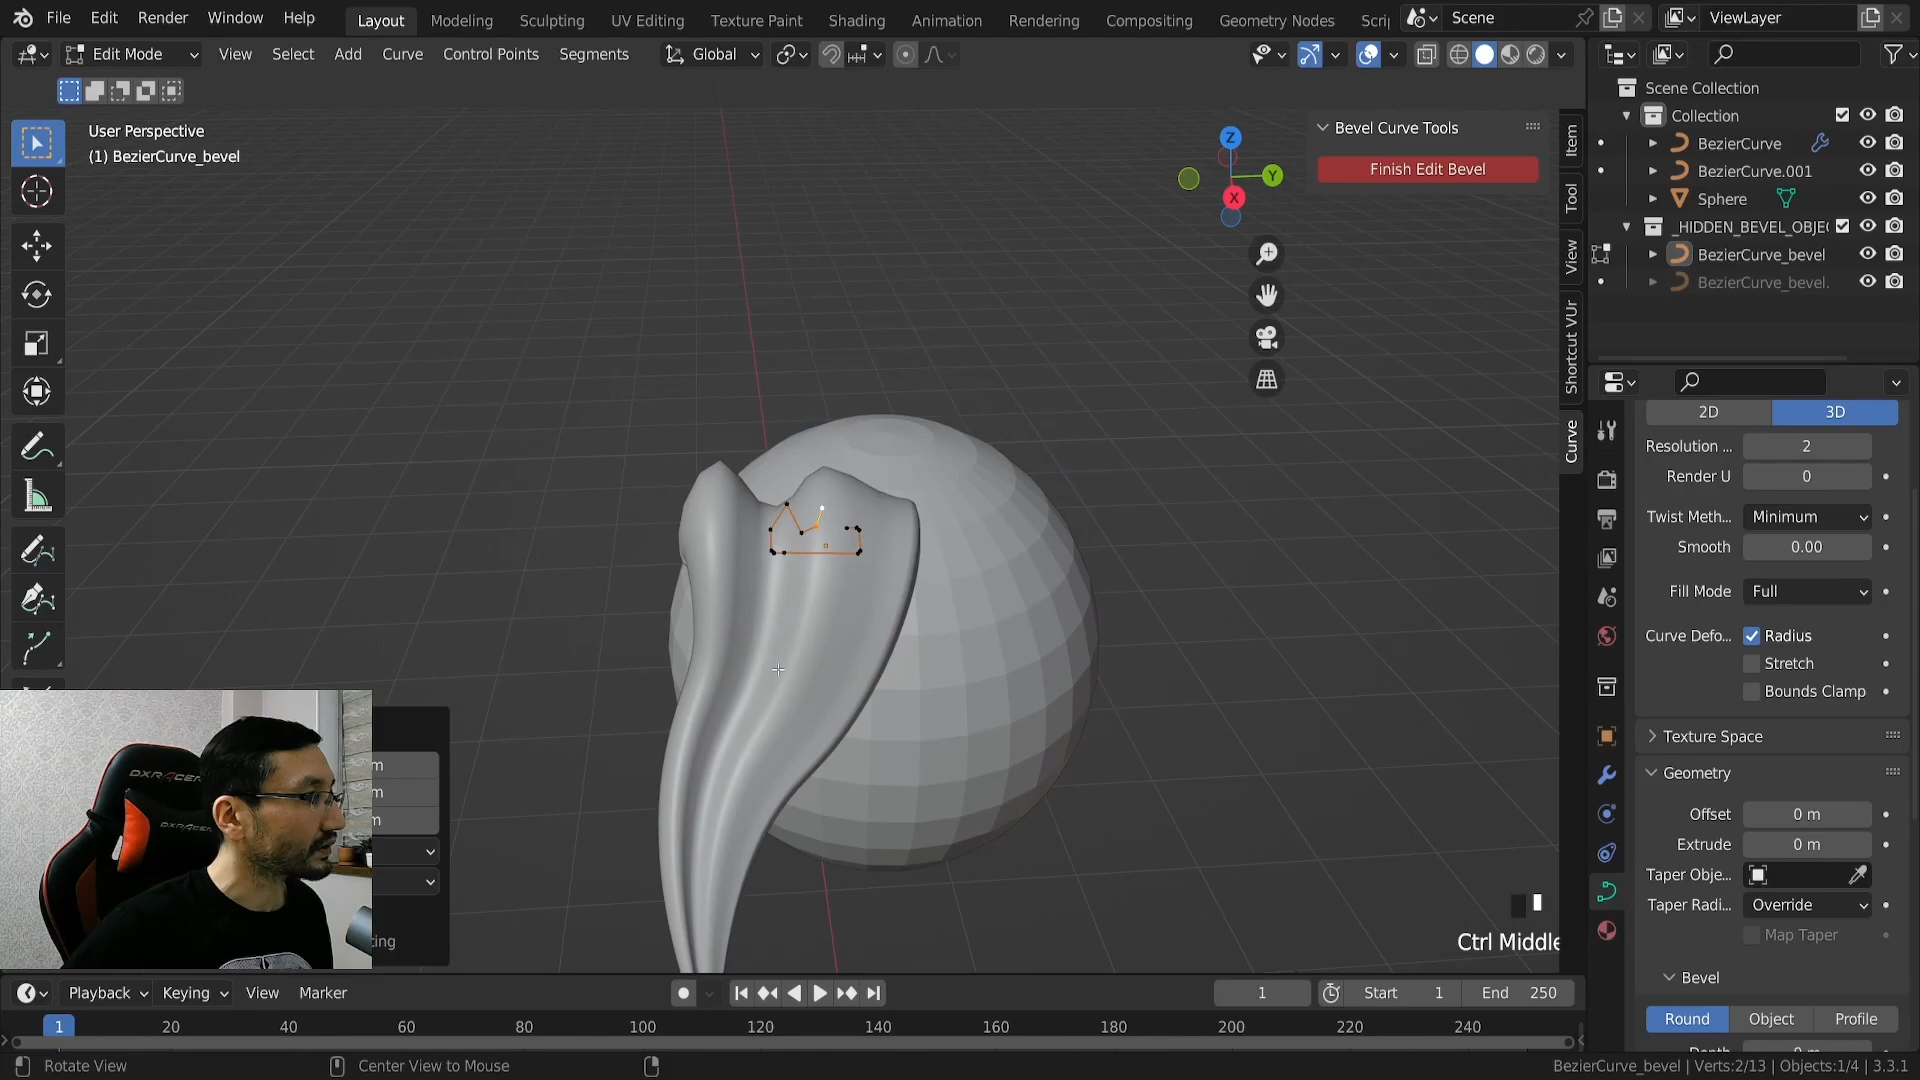 File Edit Render Window Help
Layout Modeling Sculpting UV Editing Texture Paint Shading Animation Rendering Compositing Geometry Nodes Scrip
Scene
ViewLayer
Edit Mode View Select Add Curve Control Points Segments
Global
User Perspective
(1) BezierCurve_bevel
Bevel Curve Tools
Finish Edit Bevel
Z
Y
X
Item
Tool
View
Shortcut VUr
Curve
Scene Collection
Collection
BezierCurve
BezierCurve.001
Sphere
_HIDDEN_BEVEL_OBJE
BezierCurve_bevel
BezierCurve_bevel.
2D 3D
Resolution ... 2
Render U 0
Twist Meth... Minimum
Smooth 0.00
Fill Mode Full
Curve Defo... Radius
Stretch
Bounds Clamp
Texture Space
Geometry
Offset 0 m
Extrude 0 m
Taper Obje...
Taper Radi... Override
Map Taper
Bevel
Round Object Profile
m
m
m
ting
DXRACER
Ctrl Middle
Playback Keying View Marker
1 Start 1 End 250
1 20 40 60 80 100 120 140 160 180 200 220 240
Rotate View Center View to Mouse
BezierCurve_bevel | Verts:2/13 | Objects:1/4 | 3.3.1